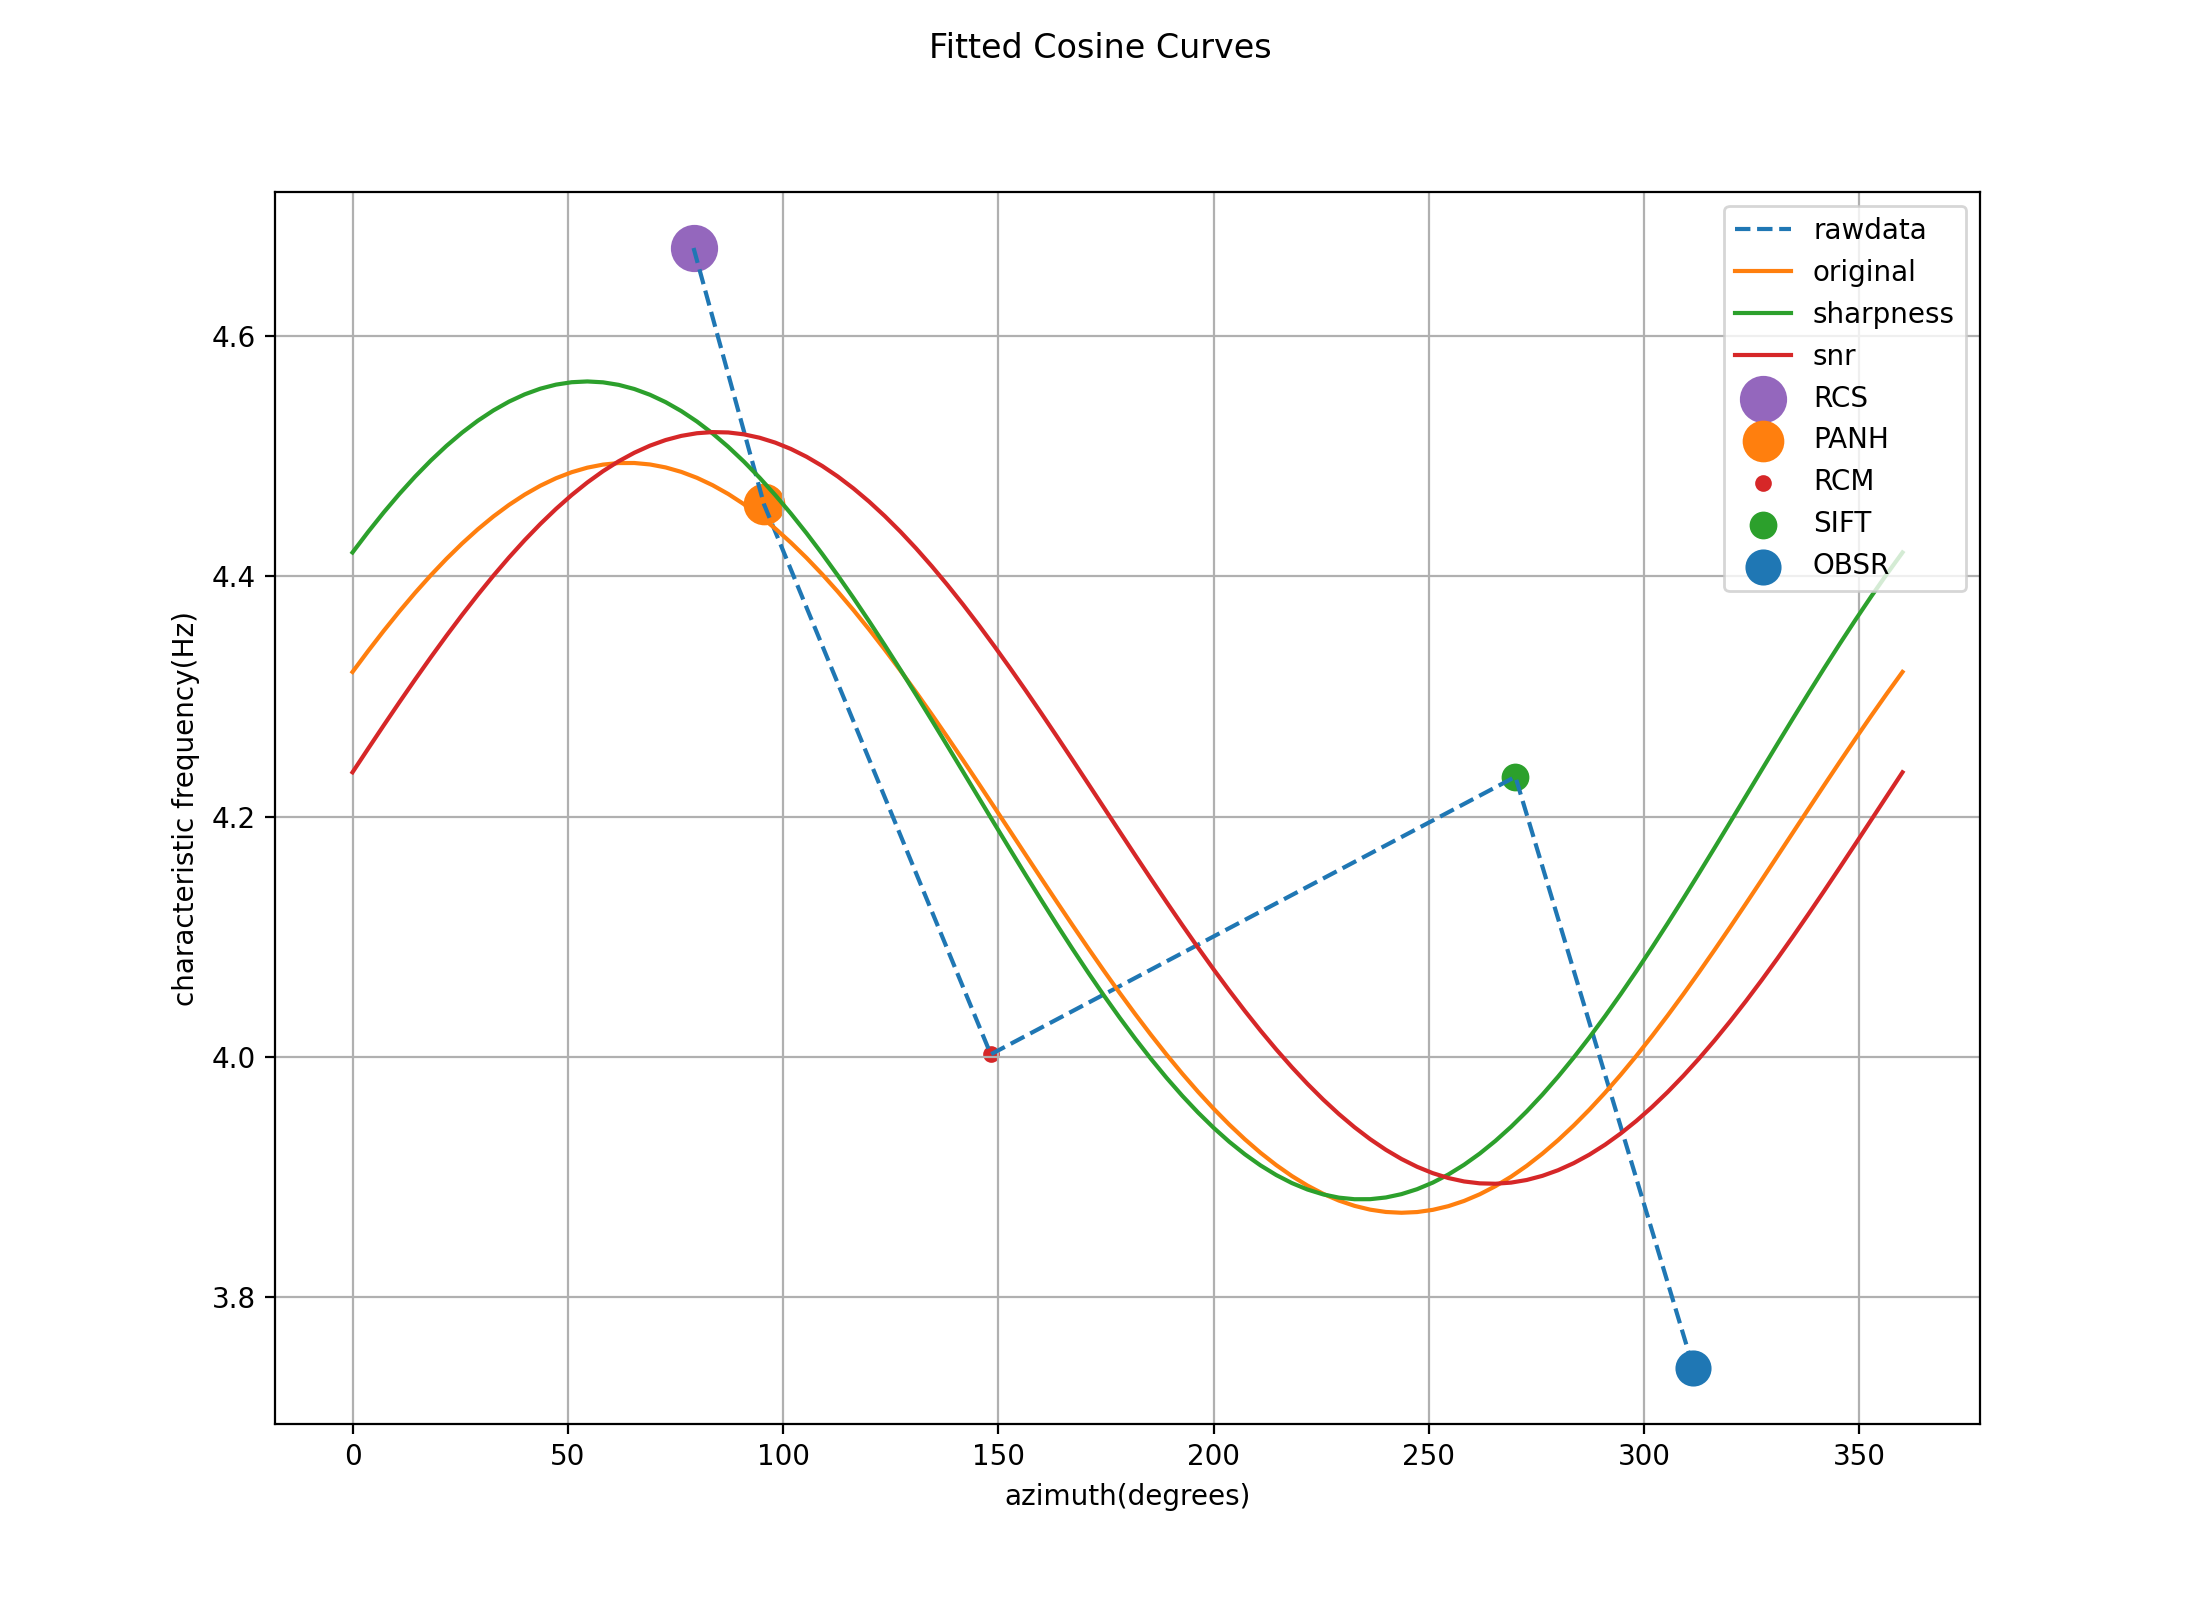 Fitted Cosine Curves
rawdata
original
sharpness
snr
RCS
PANH
RCM
SIFT
OBSR
characteristic frequency(Hz)
4.6
4.4
4.2
4.0
3.8
0 50 100 150 200 250 300 350
azimuth(degrees)